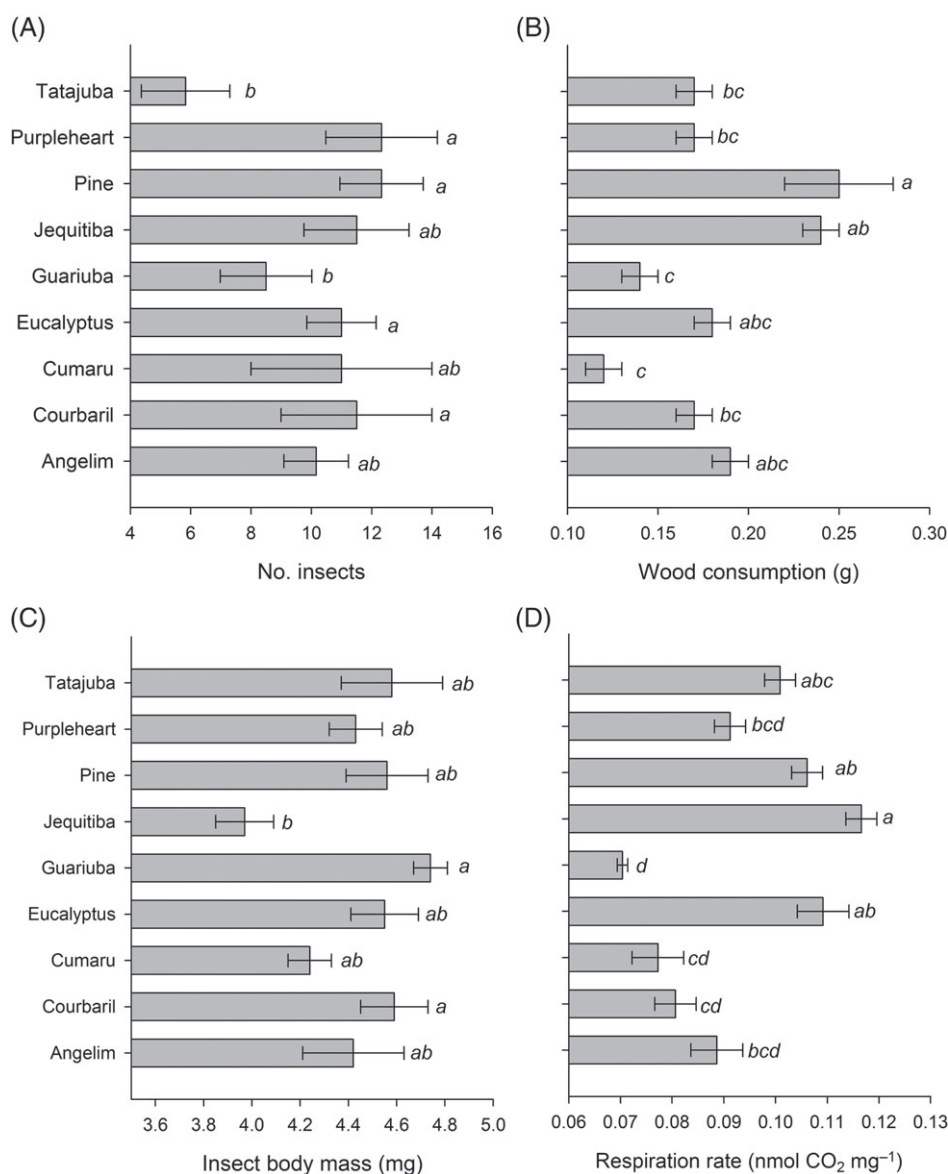 (A)
Tatajuba
b
Purpleheart
a
Pine
a
Jequitiba
ab
Guariuba
b
Eucalyptus
a
Cumaru
ab
Courbaril
a
Angelim
ab
4 6 8 10 12 14 16
No. insects
(B)
bc
bc
a
ab
c
abc
c
bc
abc
0.10 0.15 0.20 0.25 0.30
Wood consumption (g)
(C)
Tatajuba
ab
Purpleheart
ab
Pine
ab
Jequitiba
b
Guariuba
a
Eucalyptus
ab
Cumaru
ab
Courbaril
a
Angelim
ab
3.6 3.8 4.0 4.2 4.4 4.6 4.8 5.0
Insect body mass (mg)
(D)
abc
bcd
ab
a
d
ab
cd
cd
bcd
0.06 0.07 0.08 0.09 0.10 0.11 0.12 0.13
Respiration rate (nmol CO₂ mg⁻¹)